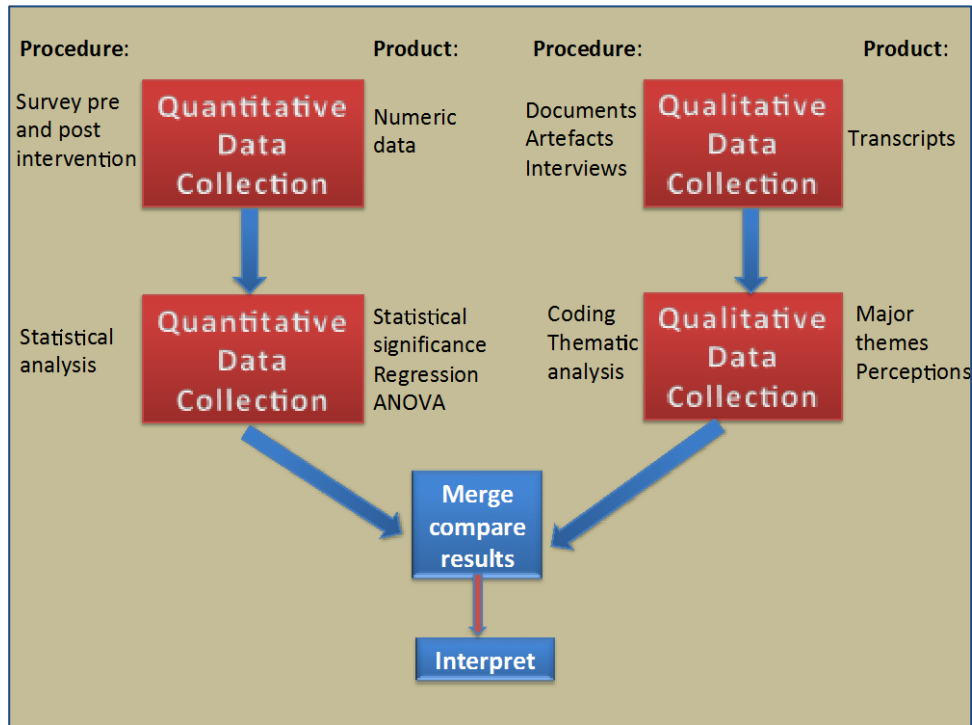 Procedure:
Product:
Procedure:
Product:
Survey pre
and post
intervention
Quantitative
Data
Collection
Numeric
data
Documents
Artefacts
Interviews
Qualitative
Data
Collection
Transcripts
Statistical
analysis
Quantitative
Data
Collection
Statistical
significance
Regression
ANOVA
Coding
Thematic
analysis
Qualitative
Data
Collection
Major
themes
Perceptions
Merge
compare
results
Interpret